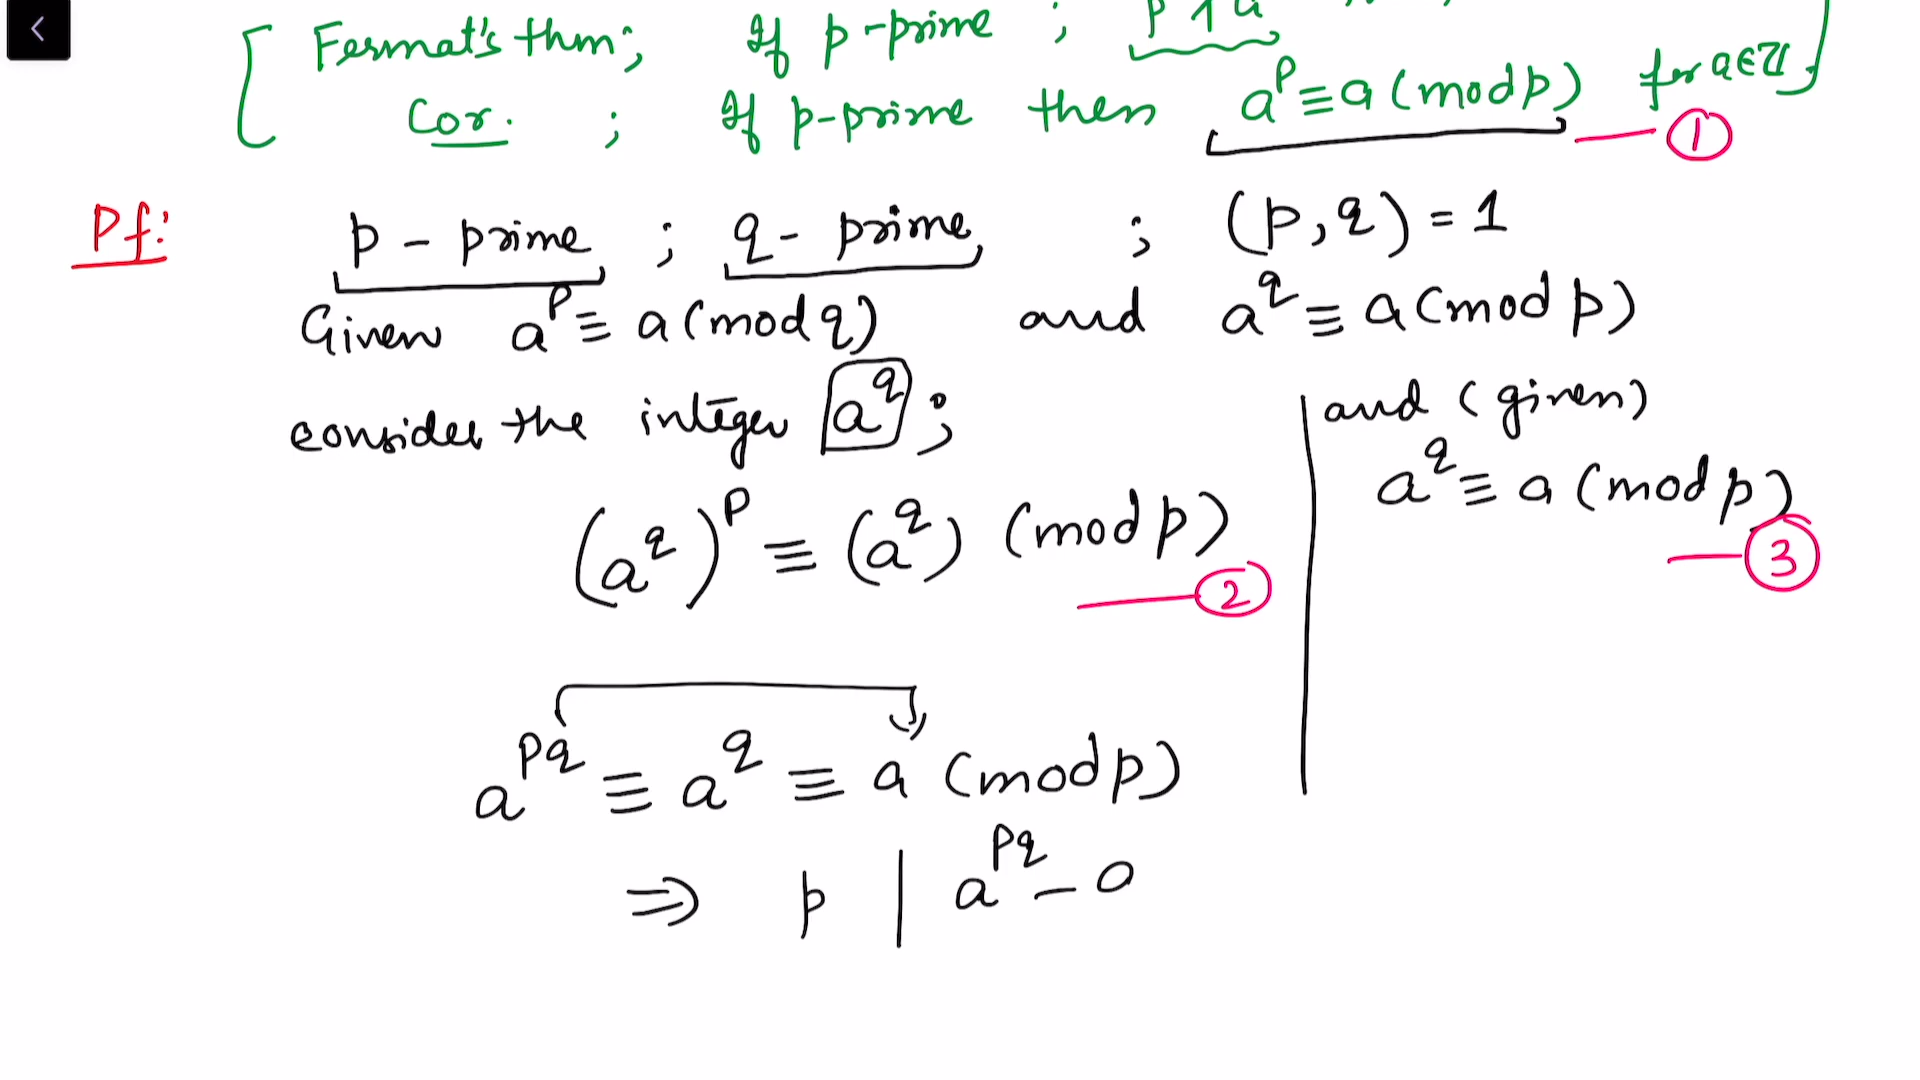 Fermat's thm; If p-prime ; p ∤ a
Cor. ; If p-prime then a^p ≡ a (mod p) for a∈ℤ
①
Pf: p - prime ; q - prime ; (p,q) = 1
Given a^p ≡ a (mod q) and a^q ≡ a (mod p)
consider the integer a^q ;
(a^q)^p ≡ (a^q) (mod p)
②
and (given)
a^q ≡ a (mod p)
③
a^pq ≡ a^q ≡ a (mod p)
⇒ p | a^pq - a